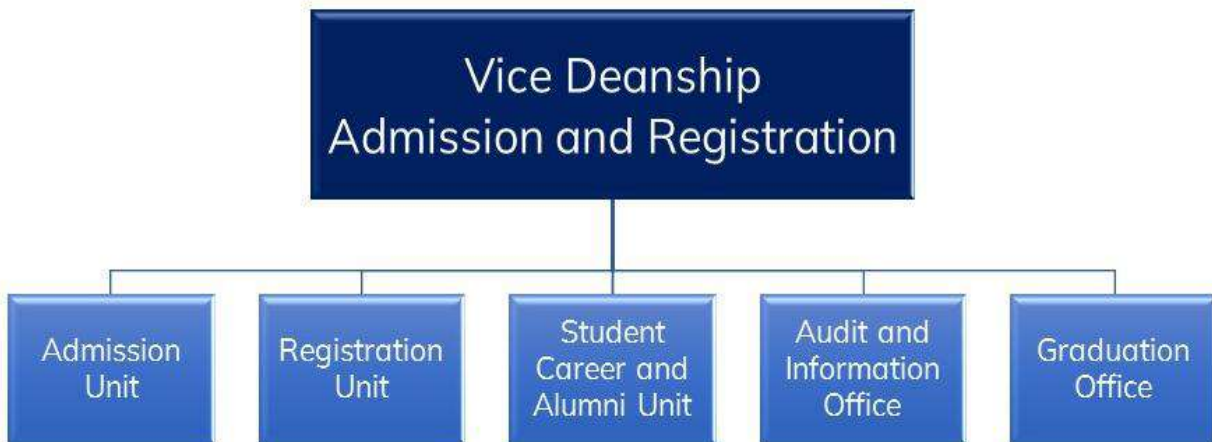 Vice Deanship
Admission and Registration
Admission
Unit
Registration
Unit
Student
Career and
Alumni Unit
Audit and
Information
Office
Graduation
Office